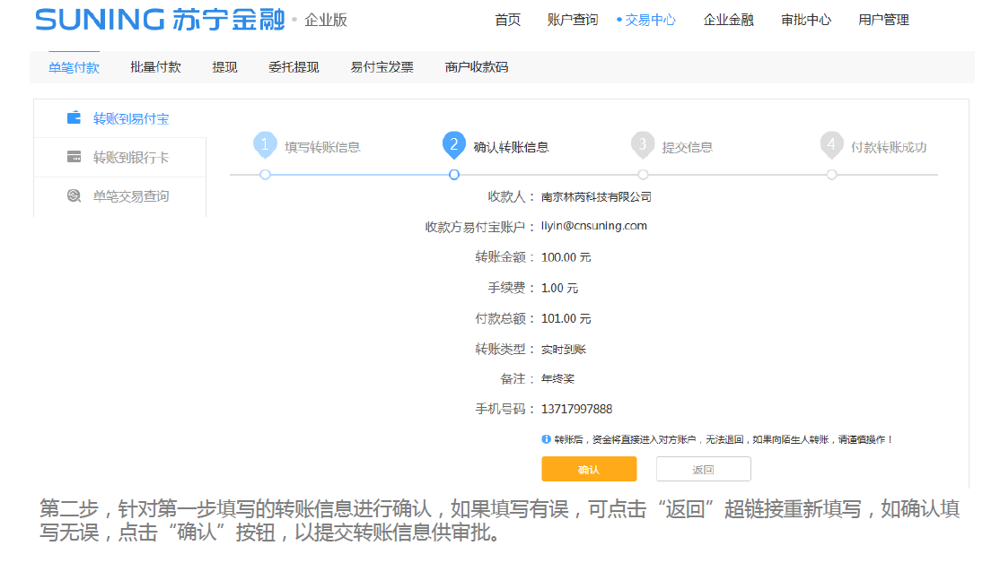 SUNING 苏宁金融 • 企业版
首页 账户查询 •交易中心 企业金融 审批中心 用户管理
单笔付款 批量付款 提现 委托提现 易付宝发票 商户收款码
转账到易付宝
转账到银行卡
单笔交易查询
1 填写转账信息 2 确认转账信息 3 提交信息 4 付款转账成功
收款人： 南京林芮科技有限公司
收款方易付宝账户： liyin@cnsuning.com
转账金额： 100.00 元
手续费： 1.00 元
付款总额： 101.00 元
转账类型： 实时到账
备注： 年终奖
手机号码： 13717997888
转账后，资金将直接进入对方账户，无法退回，如果向陌生人转账，请谨慎操作！
确认 返回
第二步，针对第一步填写的转账信息进行确认，如果填写有误，可点击“返回”超链接重新填写，如确认填
写无误，点击“确认”按钮，以提交转账信息供审批。